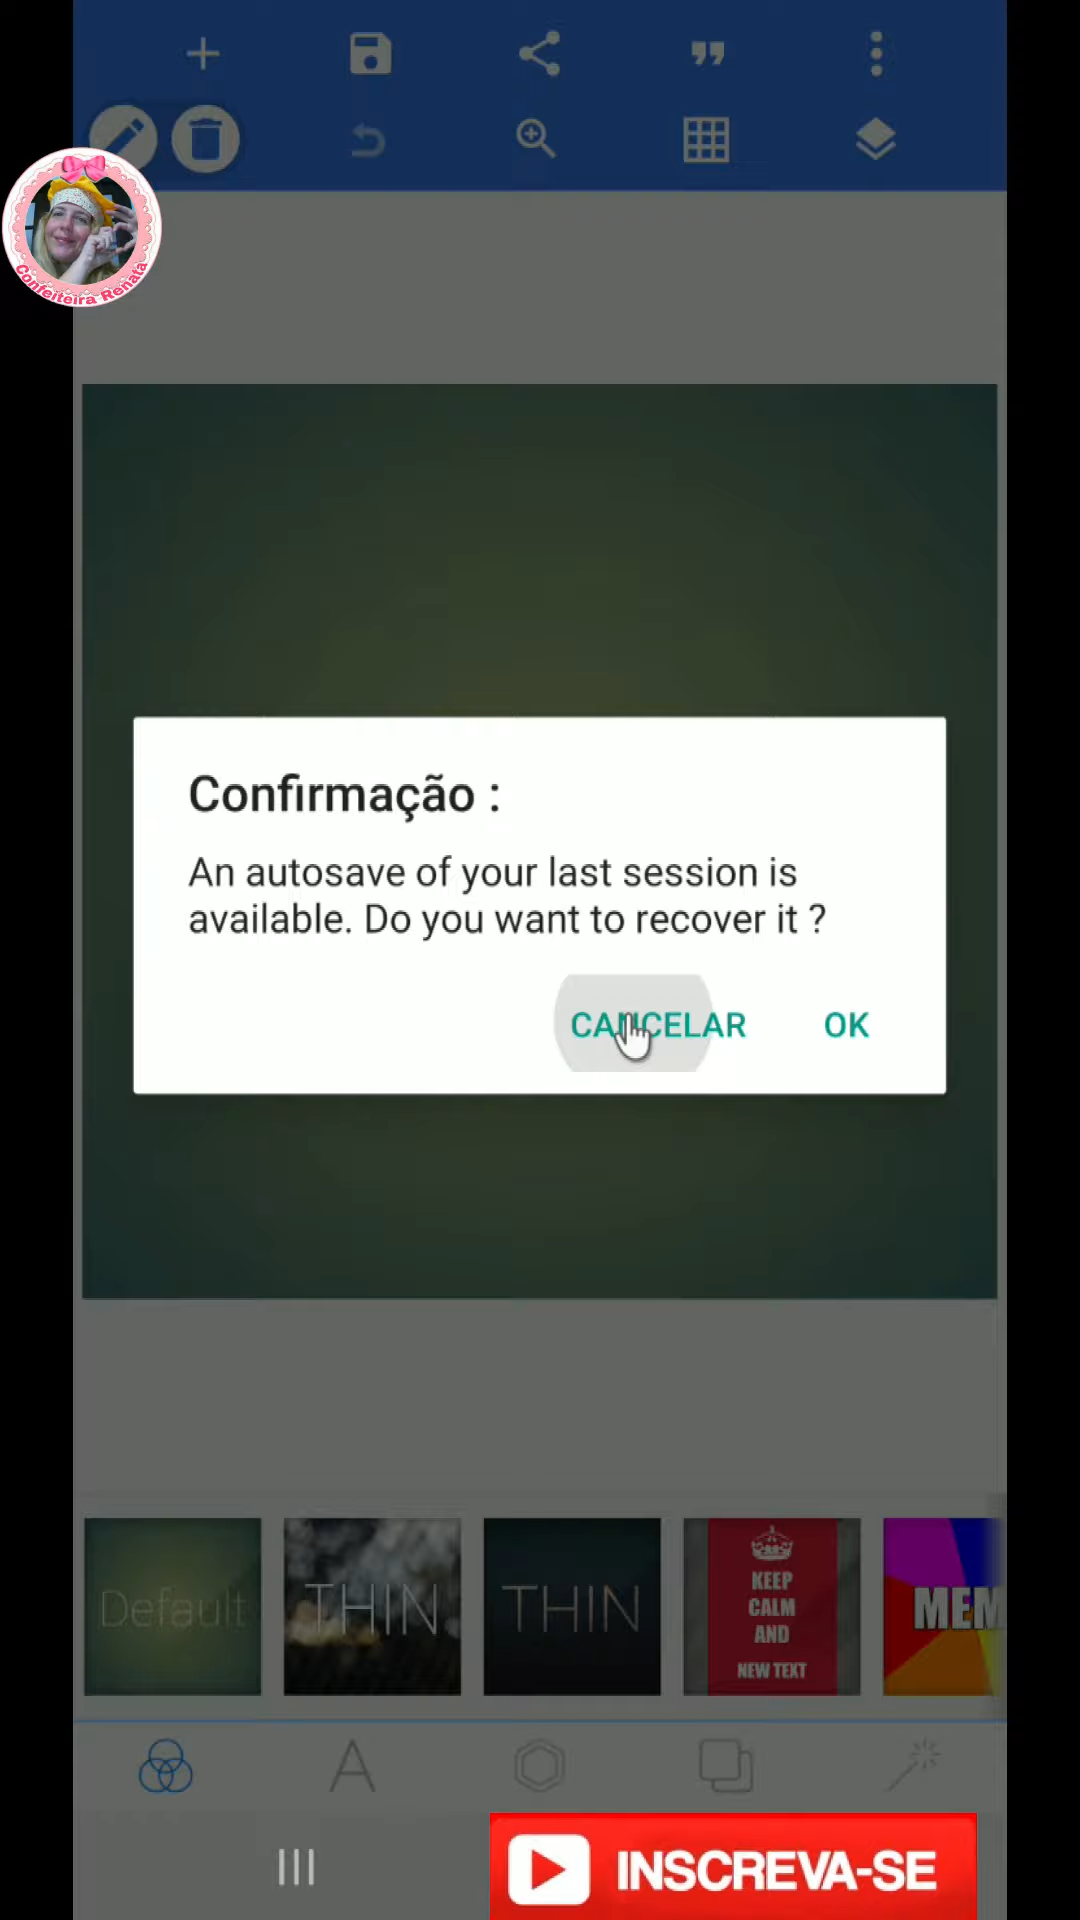 Confeiteira Renata
Confirmação :
An autosave of your last session is
available. Do you want to recover it ?
CANCELAR OK
Default
THIN
THIN
KEEP
CALM
AND
NEW TEXT
MEM
INSCREVA-SE